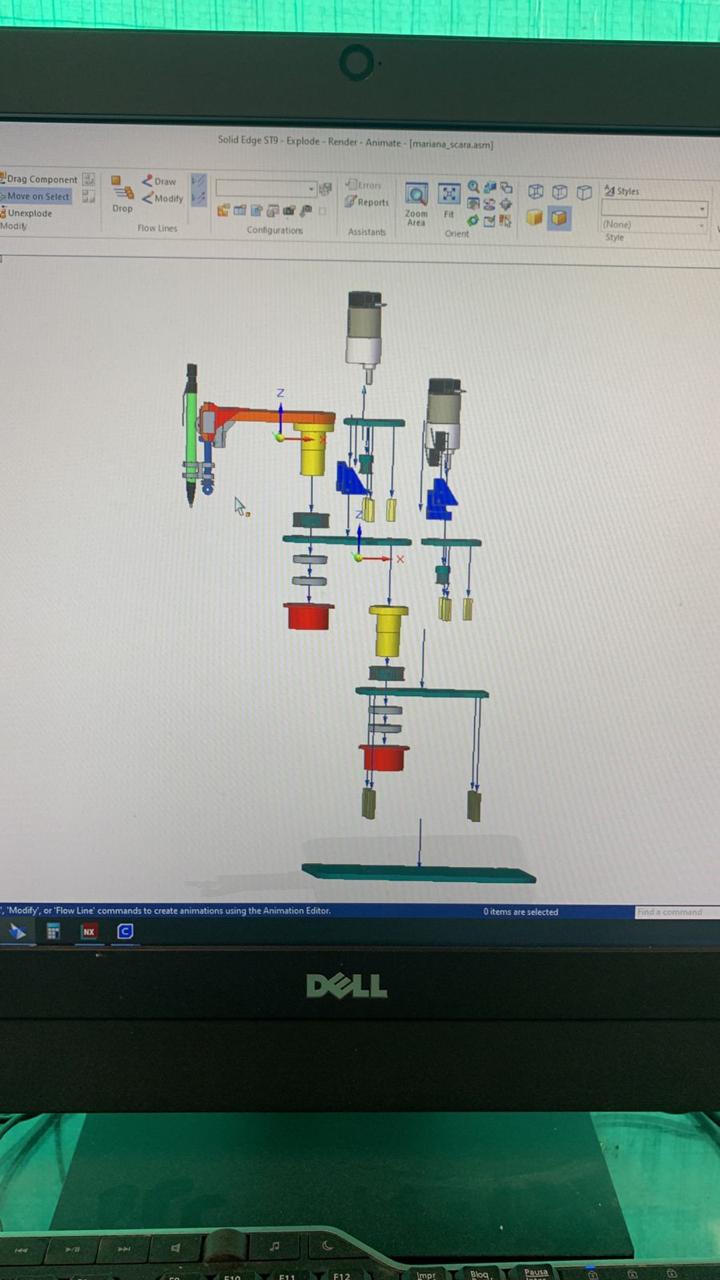 Solid Edge ST9 - Explode - Render - Animate - [mariana_scara.asm]
Drag Component
Move on Select
Unexplode
Modify
Drop
Draw
Modify
Flow Lines
Configurations
Errors
Reports
Assistants
Zoom Area
Fit
Orient
Styles
(None)
Style
Z
X
Z
X
, 'Modify', or 'Flow Line' commands to create animations using the Animation Editor.
0 items are selected
Find a command
NX
C
DELL
F10
F11
F12
Impr
Bloq
Pausa